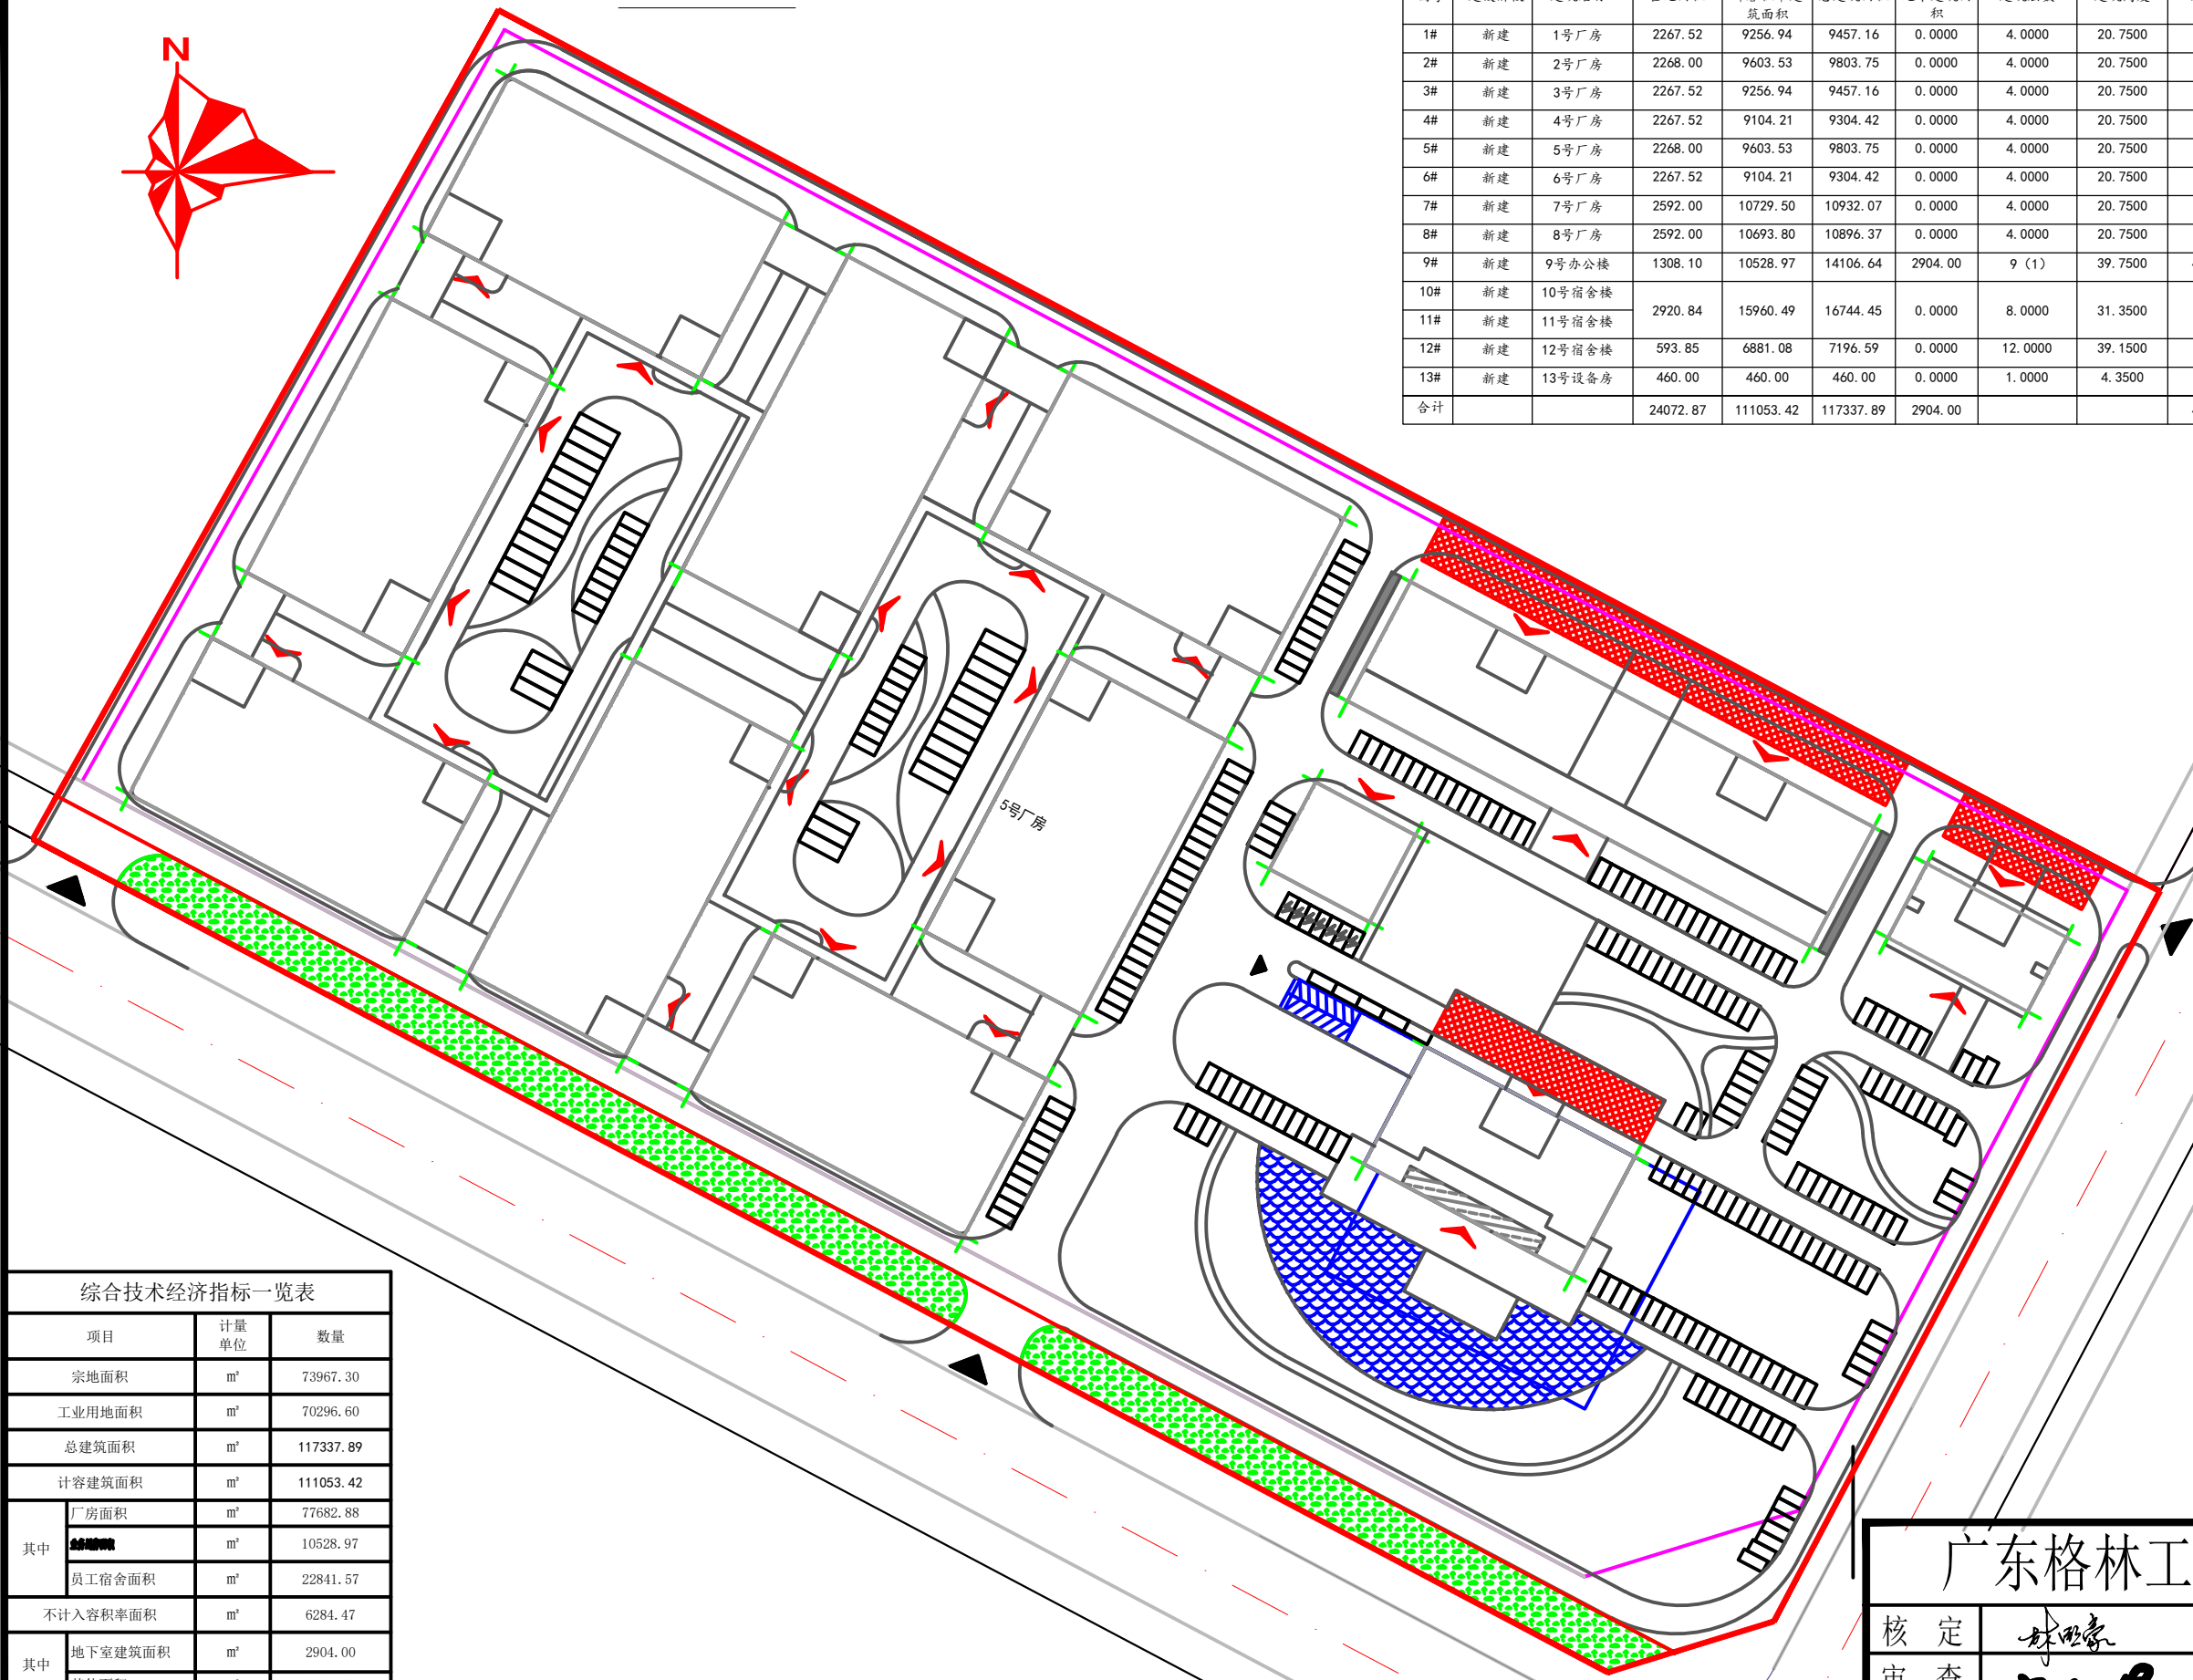 N
筑面积 积
1# 新建 1号厂房 2267.52 9256.94 9457.16 0.0000 4.0000 20.7500
2# 新建 2号厂房 2268.00 9603.53 9803.75 0.0000 4.0000 20.7500
3# 新建 3号厂房 2267.52 9256.94 9457.16 0.0000 4.0000 20.7500
4# 新建 4号厂房 2267.52 9104.21 9304.42 0.0000 4.0000 20.7500
5# 新建 5号厂房 2268.00 9603.53 9803.75 0.0000 4.0000 20.7500
6# 新建 6号厂房 2267.52 9104.21 9304.42 0.0000 4.0000 20.7500
7# 新建 7号厂房 2592.00 10729.50 10932.07 0.0000 4.0000 20.7500
8# 新建 8号厂房 2592.00 10693.80 10896.37 0.0000 4.0000 20.7500
9# 新建 9号办公楼 1308.10 10528.97 14106.64 2904.00 9（1） 39.7500
10# 新建 10号宿舍楼 2920.84 15960.49 16744.45 0.0000 8.0000 31.3500
11# 新建 11号宿舍楼
12# 新建 12号宿舍楼 593.85 6881.08 7196.59 0.0000 12.0000 39.1500
13# 新建 13号设备房 460.00 460.00 460.00 0.0000 1.0000 4.3500
合计 24072.87 111053.42 117337.89 2904.00
5号厂房
综合技术经济指标一览表
项目 计量单位 数量
宗地面积 m² 73967.30
工业用地面积 m² 70296.60
总建筑面积 m² 117337.89
计容建筑面积 m² 111053.42
其中 厂房面积 m² 77682.88
m² 10528.97
员工宿舍面积 m² 22841.57
不计入容积率面积 m² 6284.47
其中 地下室建筑面积 m² 2904.00
广东格林工
核 定
审 查